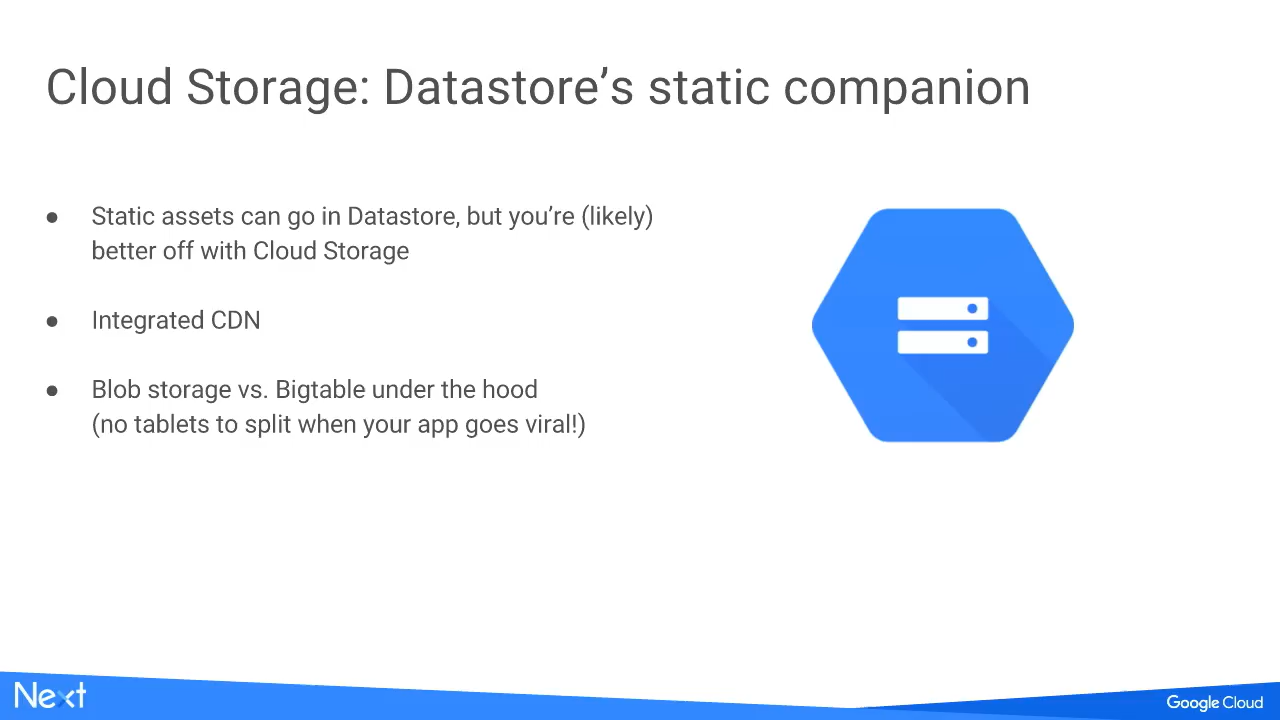 Cloud Storage: Datastore’s static companion
● Static assets can go in Datastore, but you’re (likely)
better off with Cloud Storage
● Integrated CDN
● Blob storage vs. Bigtable under the hood
(no tablets to split when your app goes viral!)
Next
Google Cloud